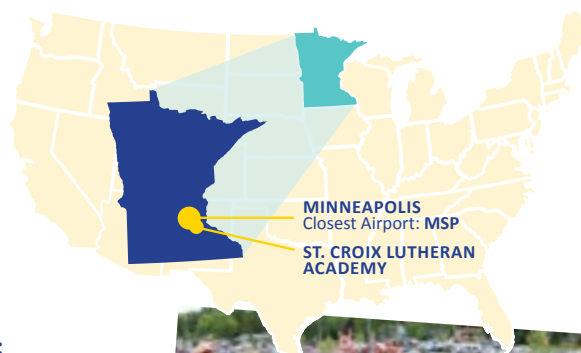 MINNEAPOLIS
Closest Airport: MSP
ST. CROIX LUTHERAN
ACADEMY
: